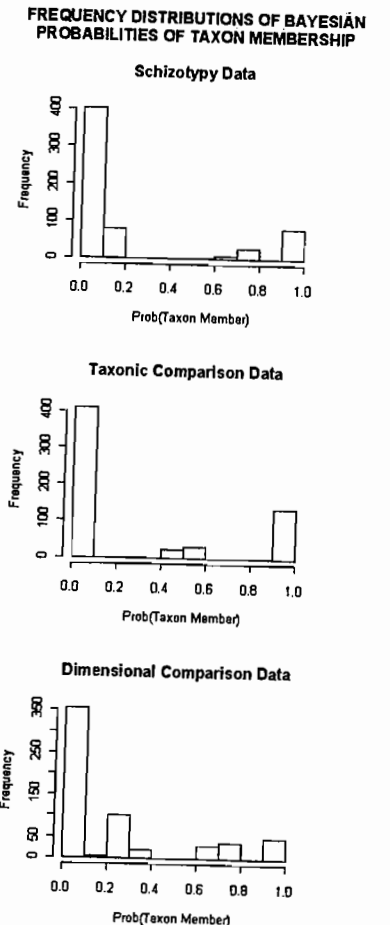 FREQUENCY DISTRIBUTIONS OF BAYESIAN
PROBABILITIES OF TAXON MEMBERSHIP
Schizotypy Data
Frequency
0 100 200 300 400
0.0 0.2 0.4 0.6 0.8 1.0
Prob(Taxon Member)
Taxonic Comparison Data
Frequency
0 100 200 300 400
0.0 0.2 0.4 0.6 0.8 1.0
Prob(Taxon Member)
Dimensional Comparison Data
Frequency
0 50 150 250 350
0.0 0.2 0.4 0.6 0.8 1.0
Prob(Taxon Member)